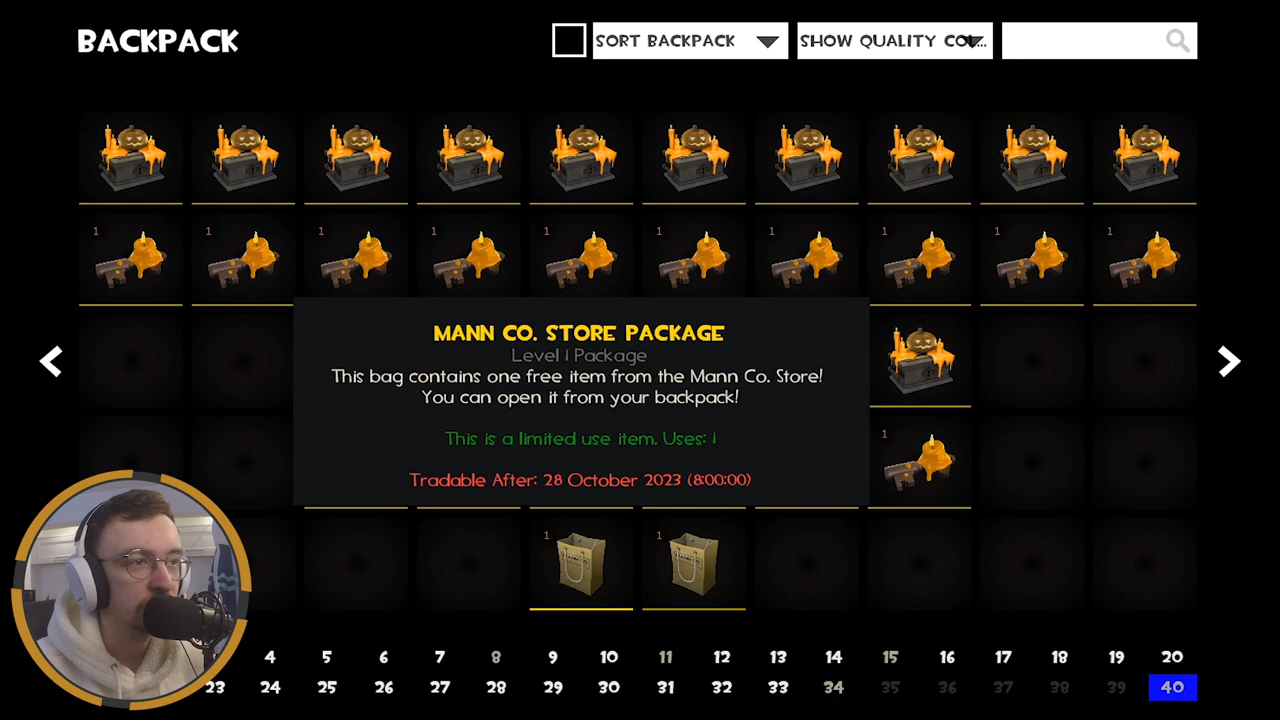 BACKPACK
SORT BACKPACK
SHOW QUALITY COL...
1 1 1 1 1 1 1 1 1 1
MANN CO. STORE PACKAGE
Level 1 Package
This bag contains one free item from the Mann Co. Store!
You can open it from your backpack!
This is a limited use item. Uses: 1
Tradable After: 28 October 2023 (8:00:00)
1
1 1
4 5 6 7 8 9 10 11 12 13 14 15 16 17 18 19 20
23 24 25 26 27 28 29 30 31 32 33 34 35 36 37 38 39 40